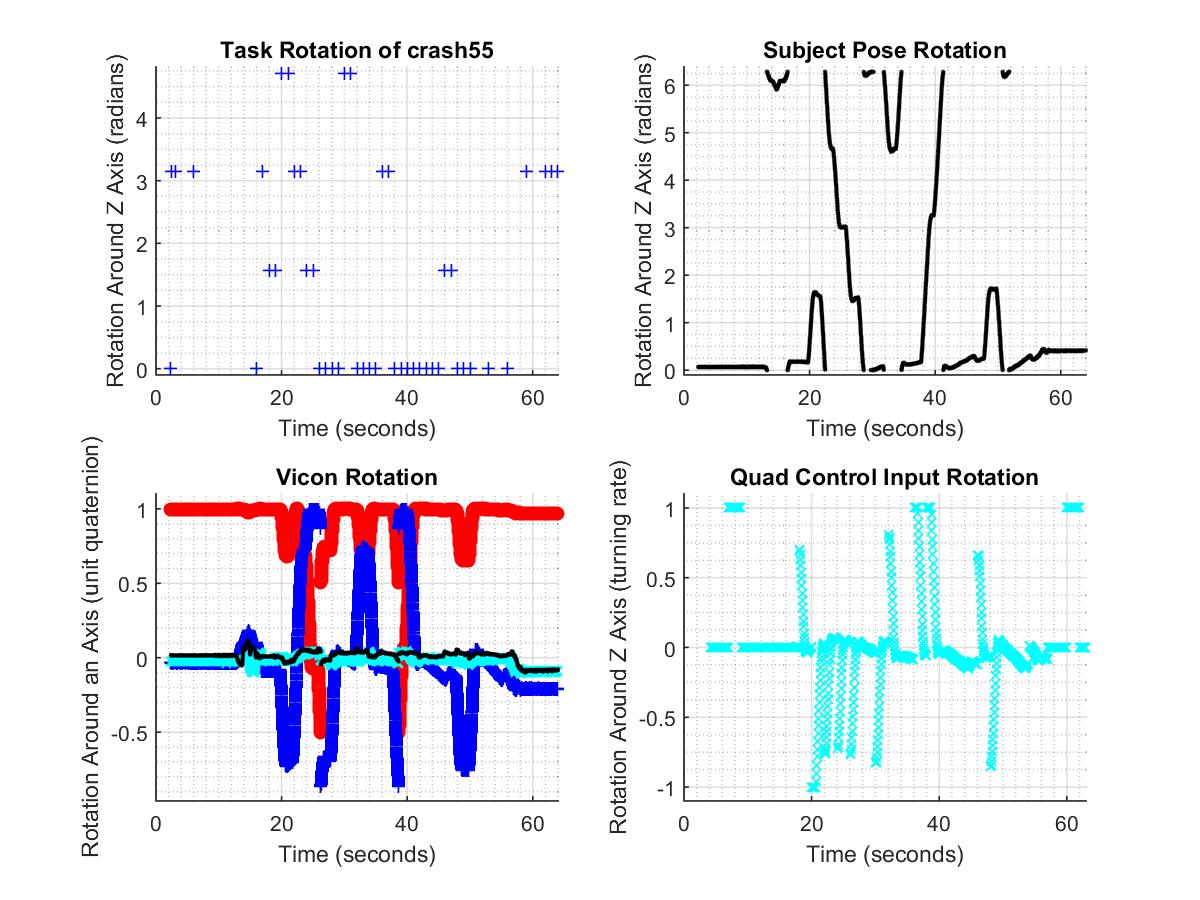 Task Rotation of crash55
Rotation Around Z Axis (radians)
4
3
2
1
0
0 20 40 60
Time (seconds)
Subject Pose Rotation
Rotation Around Z Axis (radians)
6
5
4
3
2
1
0
0 20 40 60
Time (seconds)
Vicon Rotation
Rotation Around an Axis (unit quaternion)
1
0.5
0
-0.5
0 20 40 60
Time (seconds)
Quad Control Input Rotation
Rotation Around Z Axis (turning rate)
1
0.5
0
-0.5
-1
0 20 40 60
Time (seconds)